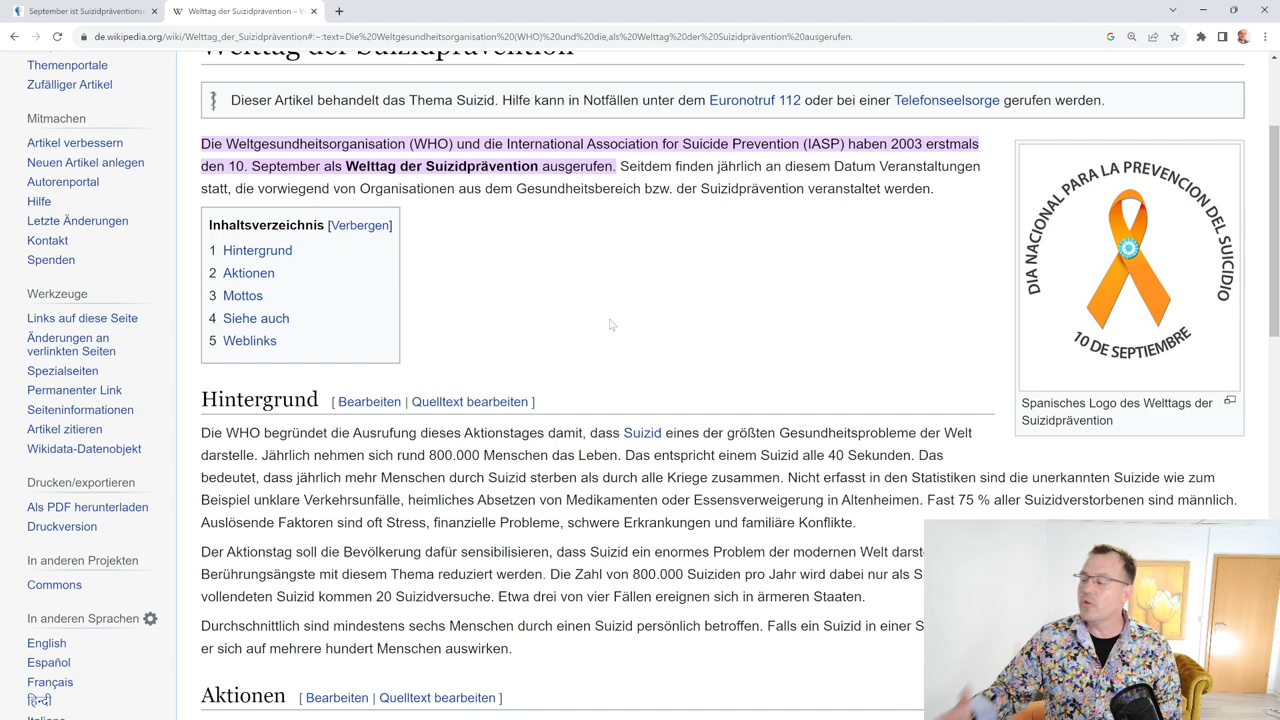 September ist Suizidpräventions
Welttag der Suizidprävention – W
de.wikipedia.org/wiki/Welttag_der_Suizidprävention#:~:text=Die%20Weltgesundheitsorganisation%20(WHO)%20und%20die,als%20Welttag%20der%20Suizidprävention%20ausgerufen.
Welttag der Suizidprävention
Themenportale
Zufälliger Artikel
Mitmachen
Artikel verbessern
Neuen Artikel anlegen
Autorenportal
Hilfe
Letzte Änderungen
Kontakt
Spenden
Werkzeuge
Links auf diese Seite
Änderungen an
verlinkten Seiten
Spezialseiten
Permanenter Link
Seiteninformationen
Artikel zitieren
Wikidata-Datenobjekt
Drucken/exportieren
Als PDF herunterladen
Druckversion
In anderen Projekten
Commons
In anderen Sprachen
English
Español
Français
हिन्दी
Dieser Artikel behandelt das Thema Suizid. Hilfe kann in Notfällen unter dem Euronotruf 112 oder bei einer Telefonseelsorge gerufen werden.
Die Weltgesundheitsorganisation (WHO) und die International Association for Suicide Prevention (IASP) haben 2003 erstmals
den 10. September als Welttag der Suizidprävention ausgerufen. Seitdem finden jährlich an diesem Datum Veranstaltungen
statt, die vorwiegend von Organisationen aus dem Gesundheitsbereich bzw. der Suizidprävention veranstaltet werden.
Inhaltsverzeichnis [Verbergen]
1 Hintergrund
2 Aktionen
3 Mottos
4 Siehe auch
5 Weblinks
DIA NACIONAL PARA LA PREVENCION DEL SUICIDIO
10 DE SEPTIEMBRE
Spanisches Logo des Welttags der
Suizidprävention
Hintergrund [ Bearbeiten | Quelltext bearbeiten ]
Die WHO begründet die Ausrufung dieses Aktionstages damit, dass Suizid eines der größten Gesundheitsprobleme der Welt
darstelle. Jährlich nehmen sich rund 800.000 Menschen das Leben. Das entspricht einem Suizid alle 40 Sekunden. Das
bedeutet, dass jährlich mehr Menschen durch Suizid sterben als durch alle Kriege zusammen. Nicht erfasst in den Statistiken sind die unerkannten Suizide wie zum
Beispiel unklare Verkehrsunfälle, heimliches Absetzen von Medikamenten oder Essensverweigerung in Altenheimen. Fast 75 % aller Suizidverstorbenen sind männlich.
Auslösende Faktoren sind oft Stress, finanzielle Probleme, schwere Erkrankungen und familiäre Konflikte.
Der Aktionstag soll die Bevölkerung dafür sensibilisieren, dass Suizid ein enormes Problem der modernen Welt darste
Berührungsängste mit diesem Thema reduziert werden. Die Zahl von 800.000 Suiziden pro Jahr wird dabei nur als S
vollendeten Suizid kommen 20 Suizidversuche. Etwa drei von vier Fällen ereignen sich in ärmeren Staaten.
Durchschnittlich sind mindestens sechs Menschen durch einen Suizid persönlich betroffen. Falls ein Suizid in einer S
er sich auf mehrere hundert Menschen auswirken.
Aktionen [ Bearbeiten | Quelltext bearbeiten ]